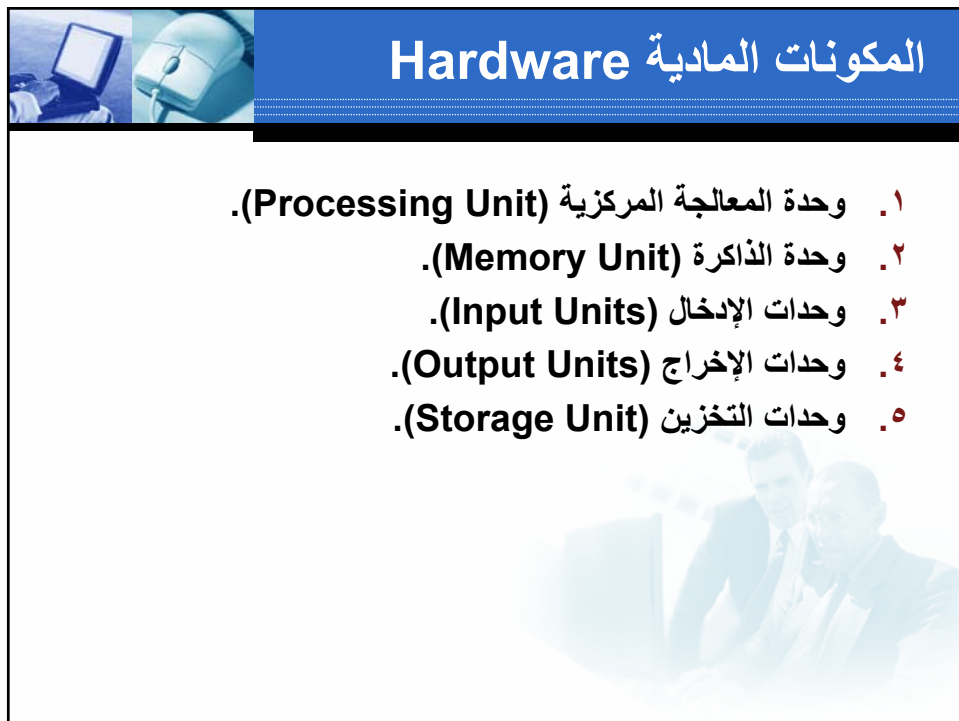 المكونات المادية Hardware
١. وحدة المعالجة المركزية (Processing Unit).
٢. وحدة الذاكرة (Memory Unit).
٣. وحدات الإدخال (Input Units).
٤. وحدات الإخراج (Output Units).
٥. وحدات التخزين (Storage Unit).